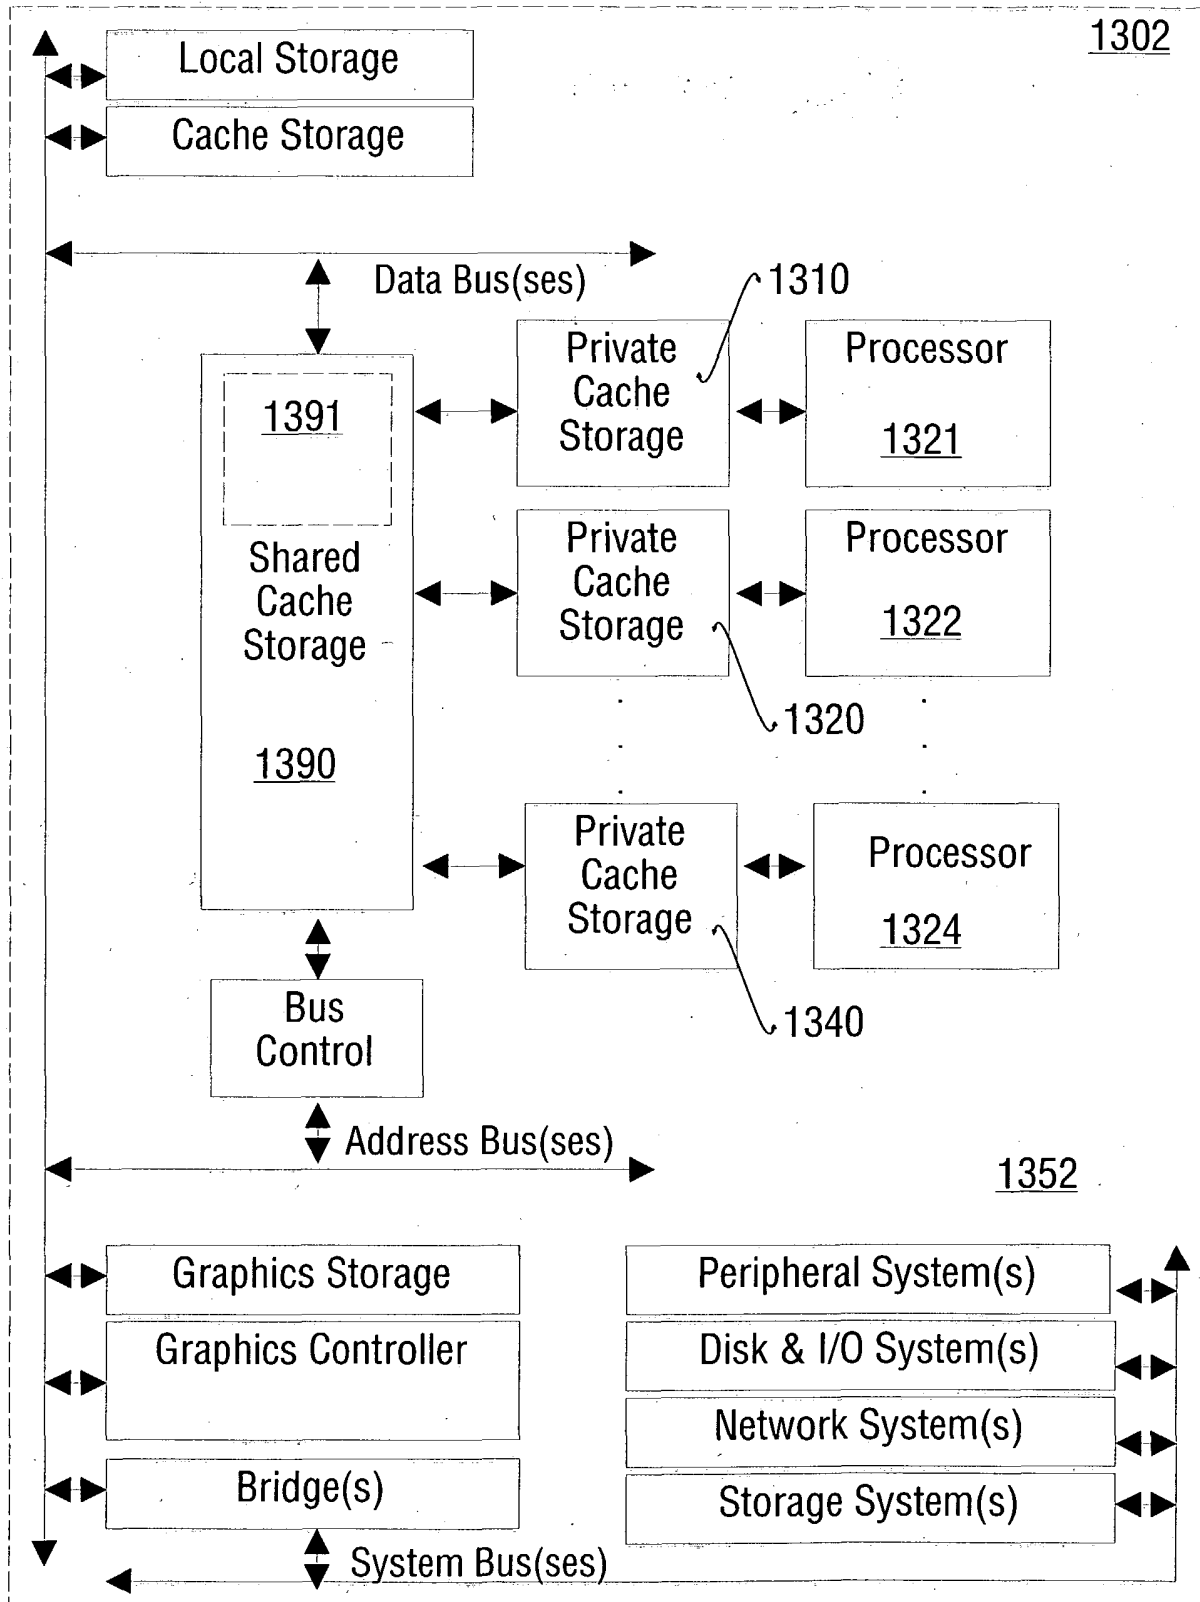 1302
Local Storage
Cache Storage
Data Bus(ses)
1310
Private
Cache
Storage
Processor
1321
1391
Shared
Cache
Storage
1390
Private
Cache
Storage
Processor
1322
1320
Private
Cache
Storage
Processor
1324
1340
Bus
Control
Address Bus(ses)
1352
Graphics Storage
Graphics Controller
Bridge(s)
Peripheral System(s)
Disk & I/O System(s)
Network System(s)
Storage System(s)
System Bus(ses)